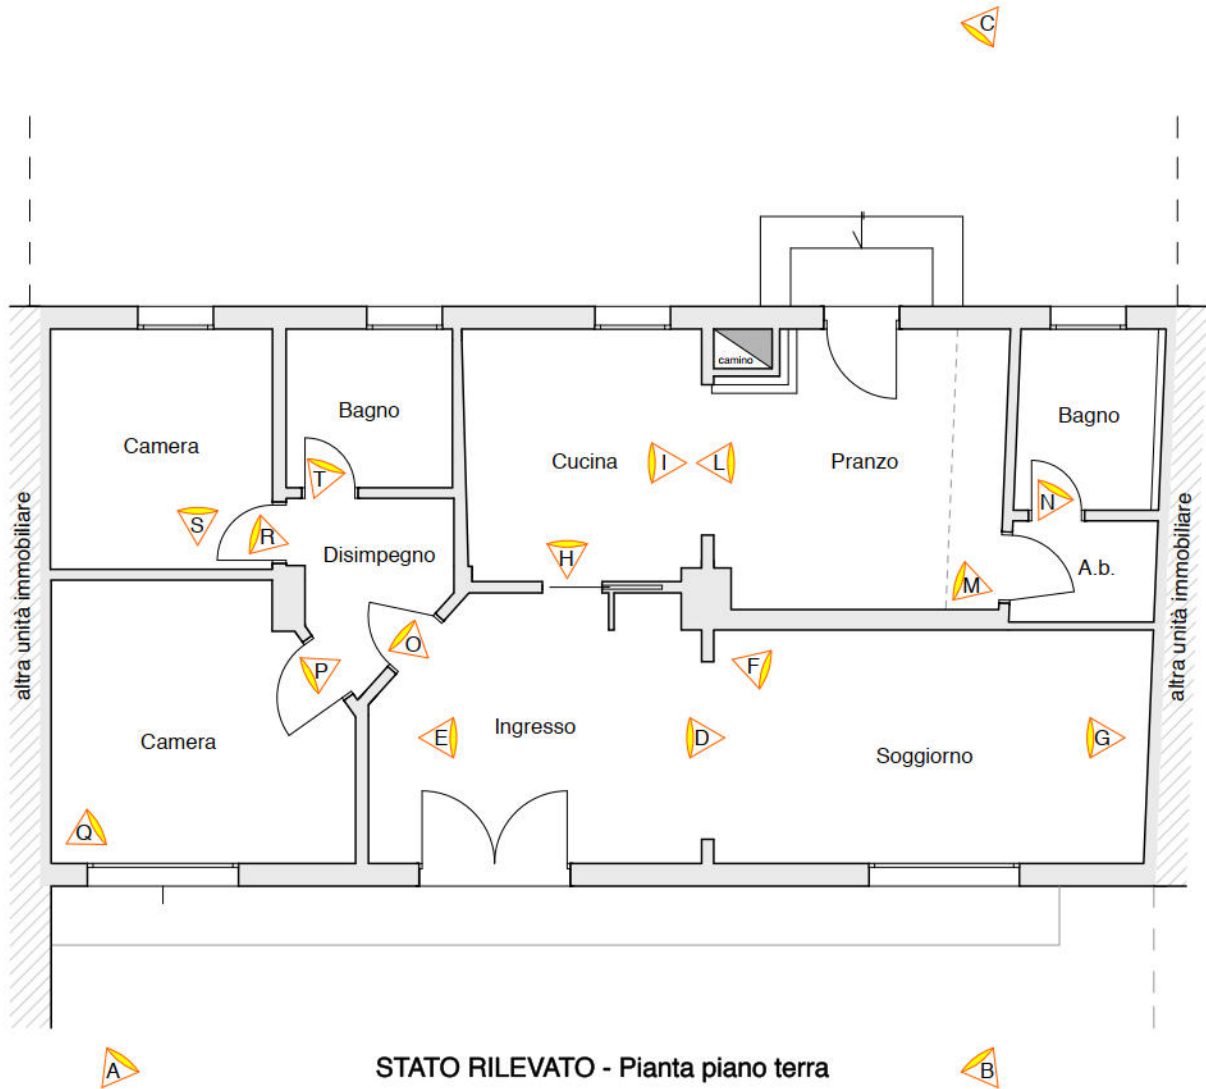 C
camino
Bagno
Bagno
Camera
Cucina
I
L
Pranzo
T
N
S
R
Disimpegno
H
A.b.
M
altra unità immobiliare
altra unità immobiliare
O
P
F
Camera
E
Ingresso
D
Soggiorno
G
Q
A
STATO RILEVATO - Pianta piano terra
B